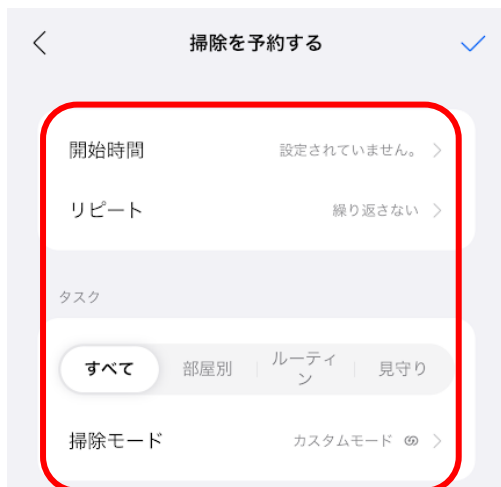 掃除を予約する
開始時間 設定されていません。
リピート 繰り返さない
タスク
すべて 部屋別 ルーティ
ン 見守り
掃除モード カスタムモード